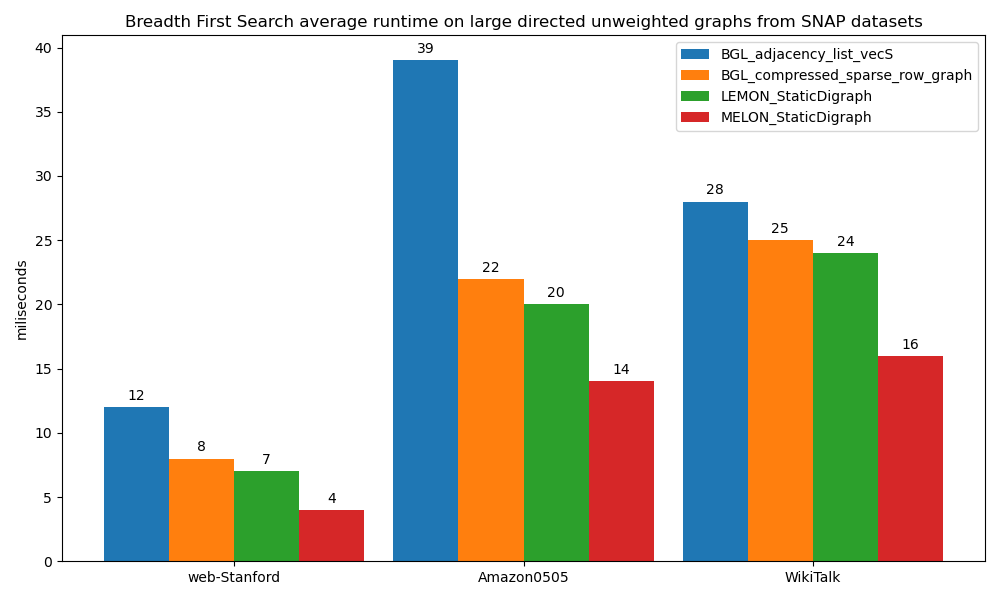 Breadth First Search average runtime on large directed unweighted graphs from SNAP datasets
BGL_adjacency_list_vecS
BGL_compressed_sparse_row_graph
LEMON_StaticDigraph
MELON_StaticDigraph
miliseconds
40
35
30
25
20
15
10
5
0
12
8
7
4
39
22
20
14
28
25
24
16
web-Stanford
Amazon0505
WikiTalk